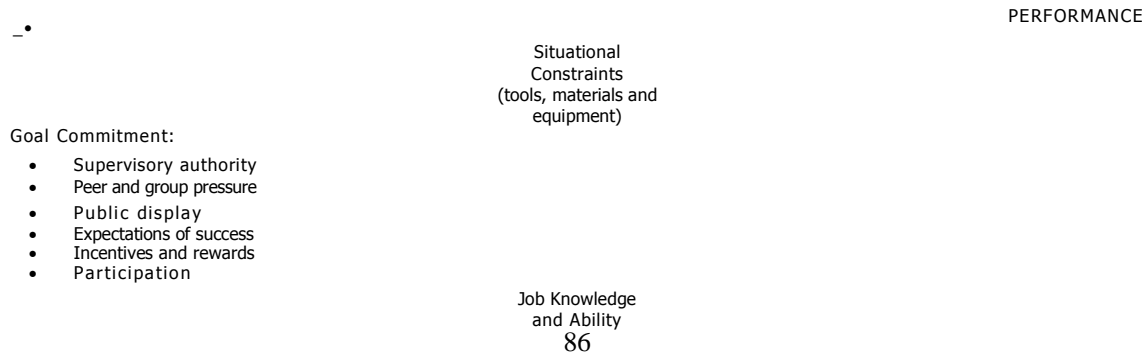 PERFORMANCE
_•
Situational
Constraints
(tools, materials and
equipment)
Goal Commitment:
• Supervisory authority
• Peer and group pressure
• Public display
• Expectations of success
• Incentives and rewards
• Participation
Job Knowledge
and Ability
86